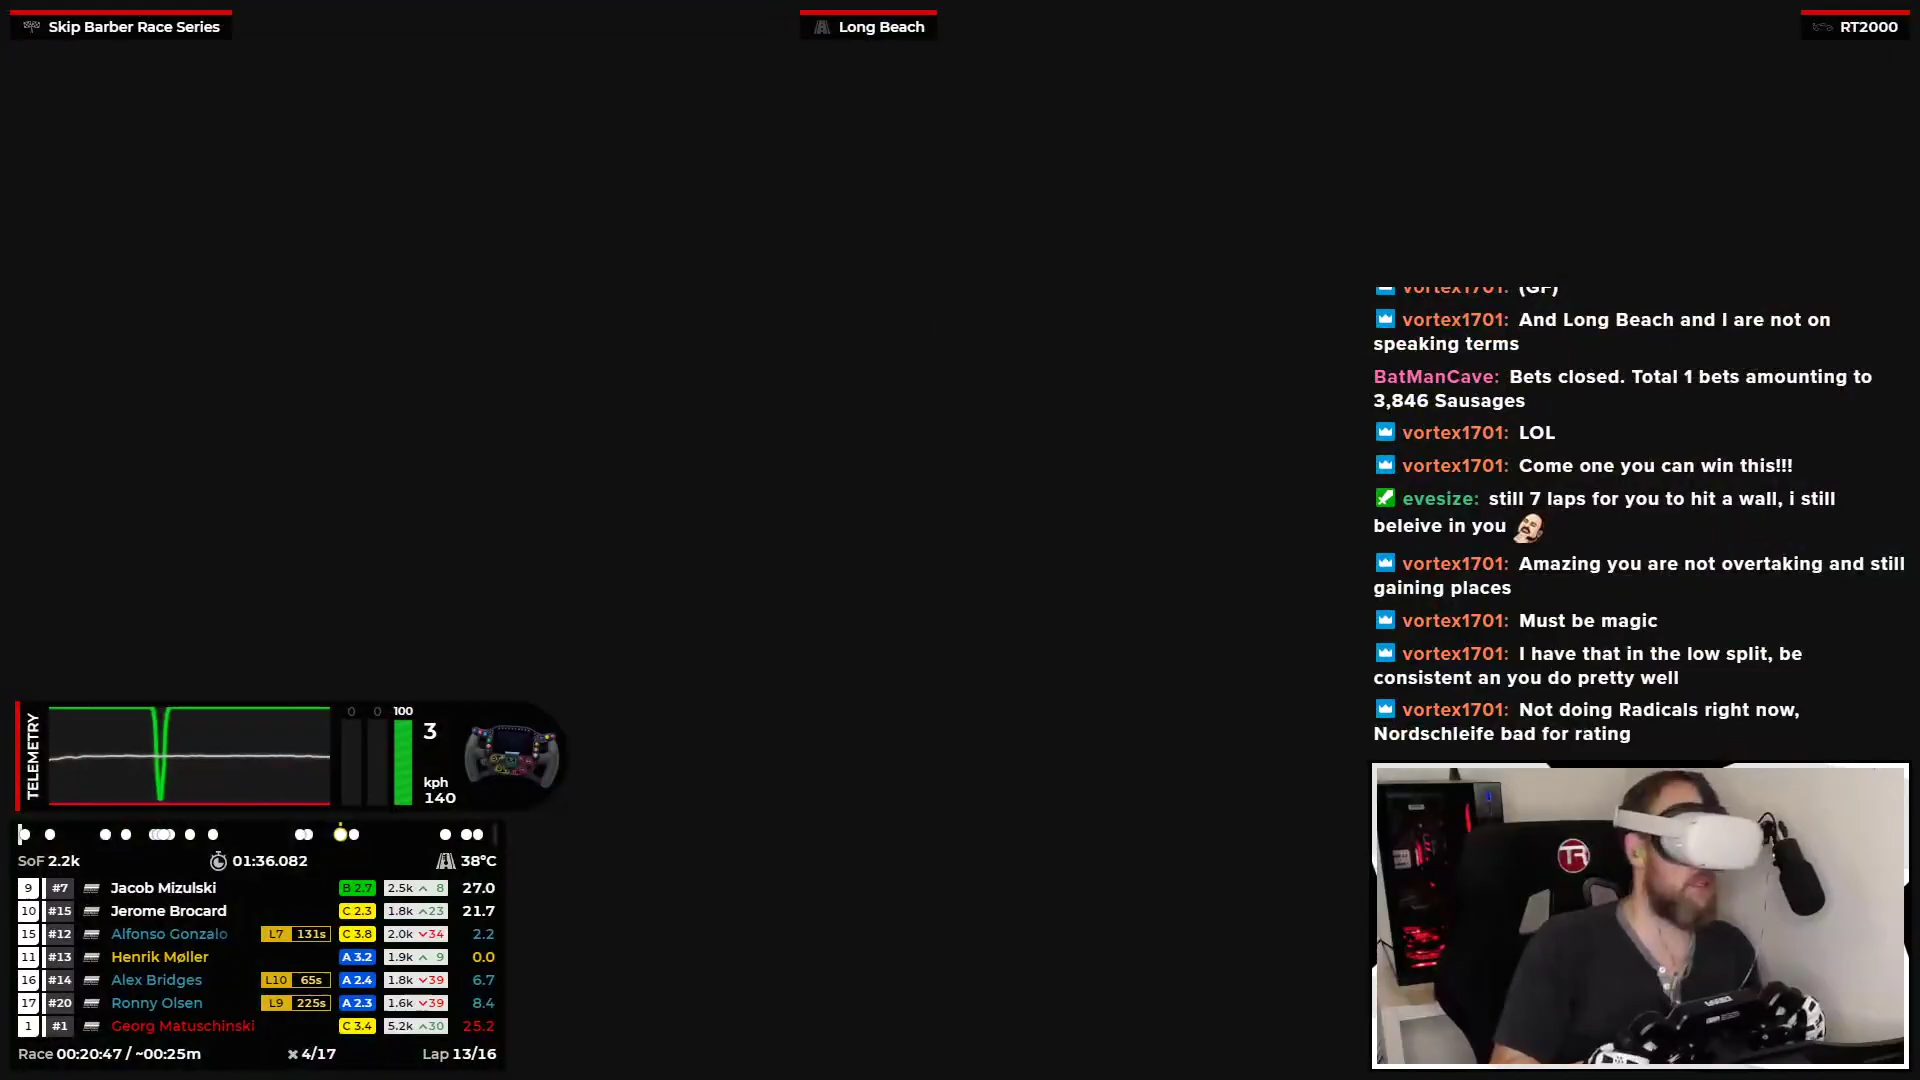 Skip Barber Race Series
Long Beach
RT2000
vortex1701: (GF)
vortex1701: And Long Beach and I are not on
speaking terms
BatManCave: Bets closed. Total 1 bets amounting to
3,846 Sausages
vortex1701: LOL
vortex1701: Come one you can win this!!!
evesize: still 7 laps for you to hit a wall, i still
beleive in you
vortex1701: Amazing you are not overtaking and still
gaining places
vortex1701: Must be magic
vortex1701: I have that in the low split, be
consistent an you do pretty well
vortex1701: Not doing Radicals right now,
Nordschleife bad for rating
TELEMETRY
0 0 100
3
kph
140
SoF 2.2k 01:36.082 38°C
9 #7 Jacob Mizulski B 2.7 2.5k 8 27.0
10 #15 Jerome Brocard C 2.3 1.8k 23 21.7
15 #12 Alfonso Gonzalo L7 131s C 3.8 2.0k 34 2.2
11 #13 Henrik Møller A 3.2 1.9k 9 0.0
16 #14 Alex Bridges L10 65s A 2.4 1.8k 39 6.7
17 #20 Ronny Olsen L9 225s A 2.3 1.6k 39 8.4
1 #1 Georg Matuschinski C 3.4 5.2k 30 25.2
Race 00:20:47 / ~00:25m 4/17 Lap 13/16
TR